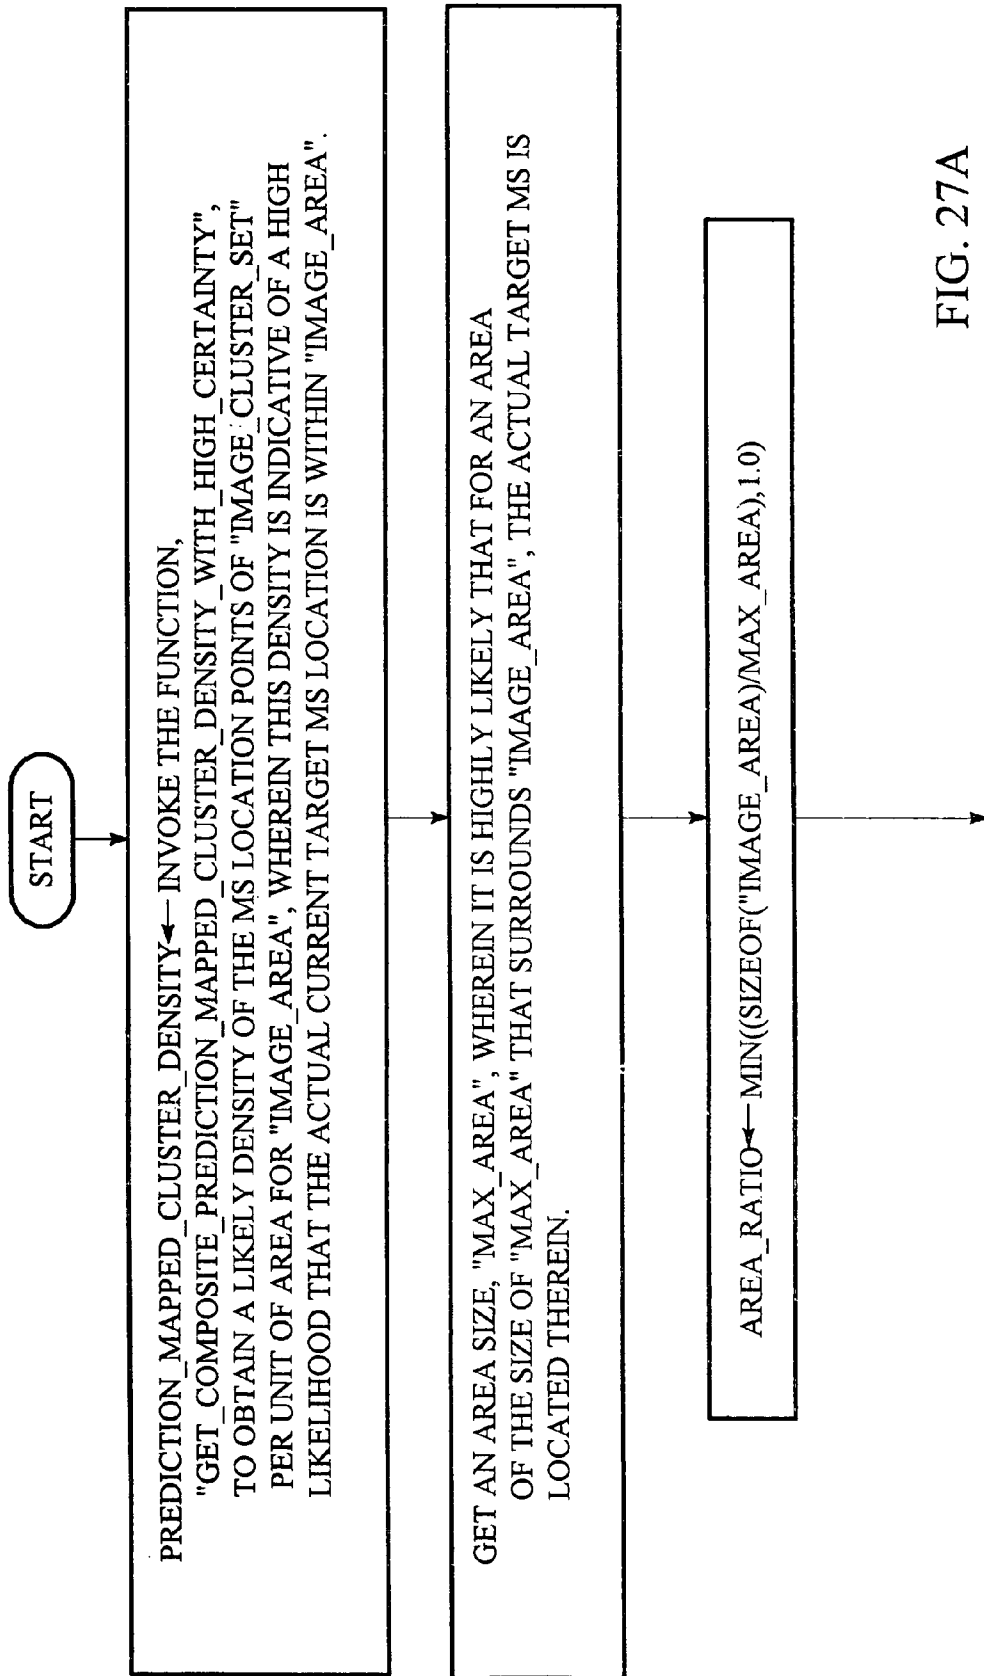 START
PREDICTION_MAPPED_CLUSTER_DENSITY ← INVOKE THE FUNCTION,
"GET_COMPOSITE_PREDICTION_MAPPED_CLUSTER_DENSITY_WITH_HIGH_CERTAINTY",
TO OBTAIN A LIKELY DENSITY OF THE MS LOCATION POINTS OF "IMAGE_CLUSTER_SET"
PER UNIT OF AREA FOR "IMAGE_AREA", WHEREIN THIS DENSITY IS INDICATIVE OF A HIGH
LIKELIHOOD THAT THE ACTUAL CURRENT TARGET MS LOCATION IS WITHIN "IMAGE_AREA".
GET AN AREA SIZE, "MAX_AREA", WHEREIN IT IS HIGHLY LIKELY THAT FOR AN AREA
OF THE SIZE OF "MAX_AREA" THAT SURROUNDS "IMAGE_AREA", THE ACTUAL TARGET MS IS
LOCATED THEREIN.
AREA_RATIO ← MIN((SIZEOF("IMAGE_AREA)/MAX_AREA),1.0)
FIG. 27A